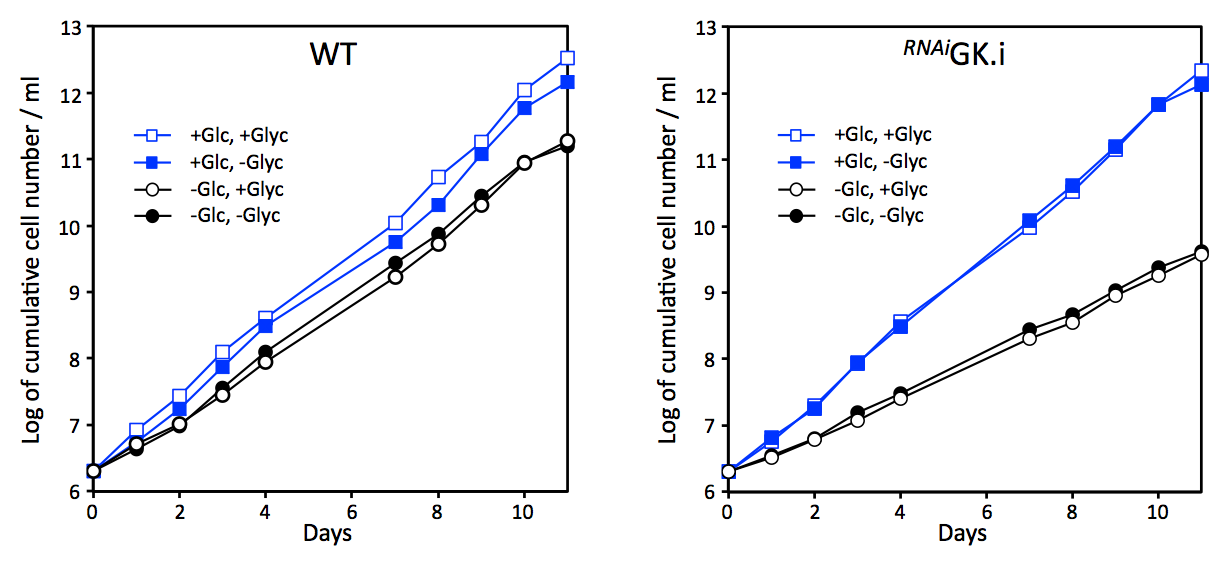 WT
Log of cumulative cell number / ml
13
12
11
10
9
8
7
6
+Glc, +Glyc
+Glc, -Glyc
-Glc, +Glyc
-Glc, -Glyc
0 2 4 6 8 10
Days
RNAiGK.i
Log of cumulative cell number / ml
13
12
11
10
9
8
7
6
+Glc, +Glyc
+Glc, -Glyc
-Glc, +Glyc
-Glc, -Glyc
0 2 4 6 8 10
Days